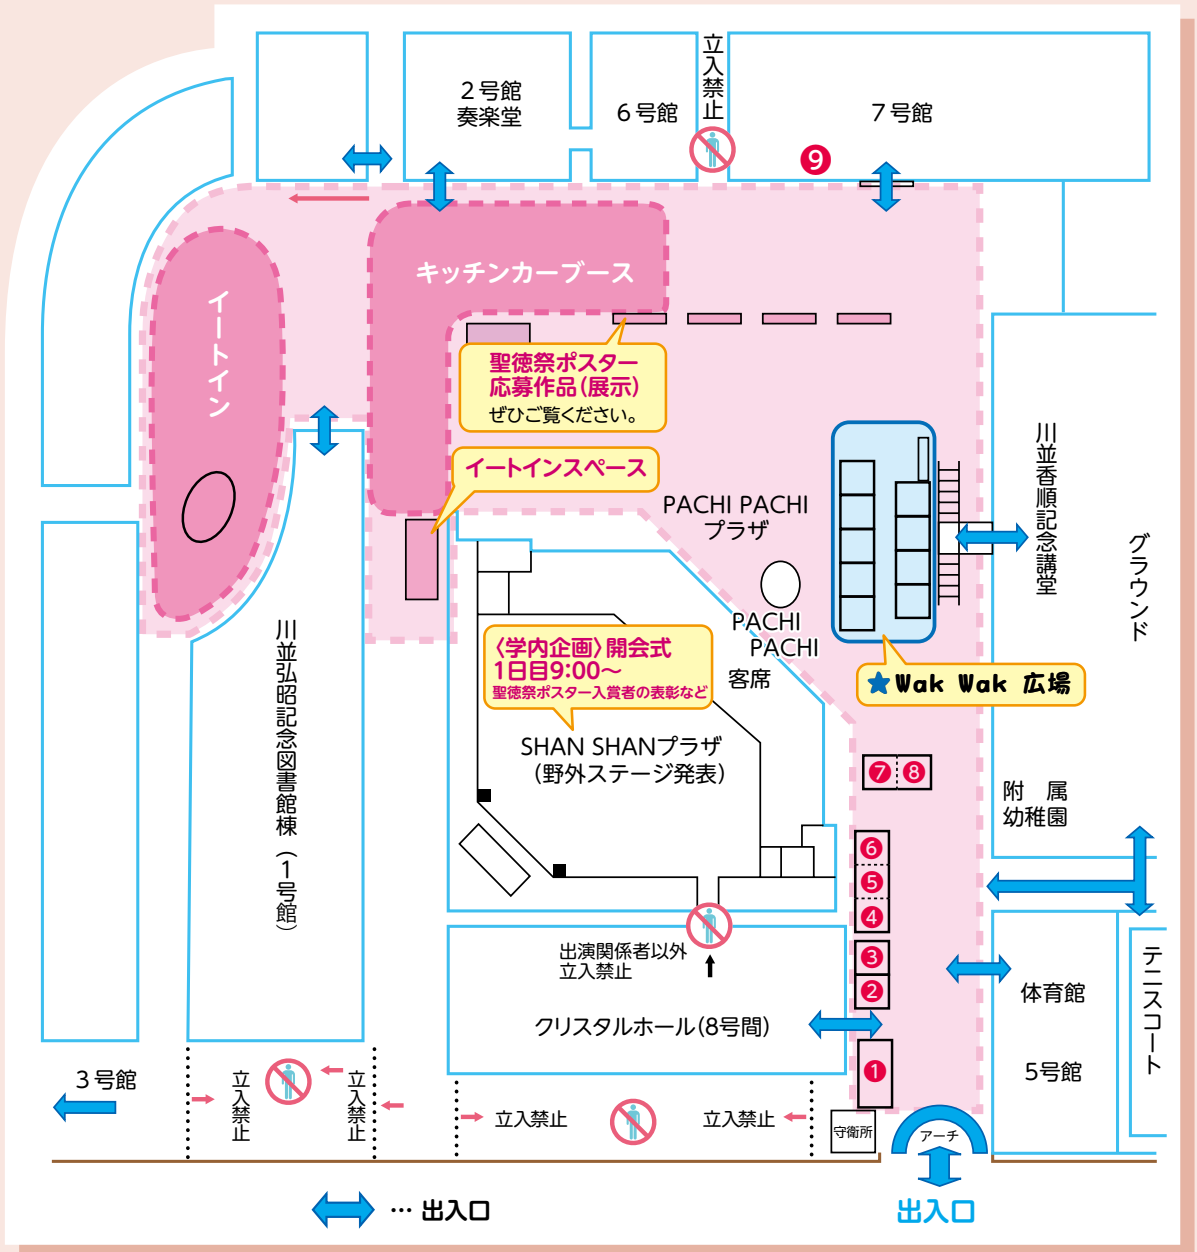 立入禁止
2号館
奏楽堂
6号館
7号館
❾
キッチンカーブース
イートイン
聖徳祭ポスター
応募作品(展示)
ぜひご覧ください。
イートインスペース
PACHI PACHI
プラザ
川並香順記念講堂
グラウンド
PACHI
PACHI
客席
〈学内企画〉開会式
1日目9:00～
聖徳祭ポスター入賞者の表彰など
★Wak Wak 広場
川並弘昭記念図書館棟(1号館)
SHAN SHANプラザ
(野外ステージ発表)
❼ ❽
附 属
幼稚園
❻
❺
❹
❸
❷
出演関係者以外
立入禁止
体育館
テニスコート
クリスタルホール(8号間)
❶
5号館
3号館
立入禁止
立入禁止
立入禁止
立入禁止
守衛所
アーチ
… 出入口
出入口